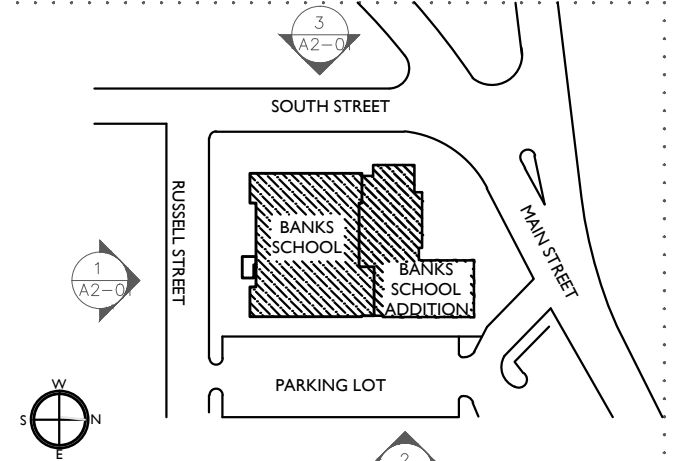 3
A2-01
SOUTH STREET
RUSSELL STREET
BANKS
SCHOOL
MAIN STREET
1
A2-01
BANKS
SCHOOL
ADDITION
PARKING LOT
W
S
N
E
2